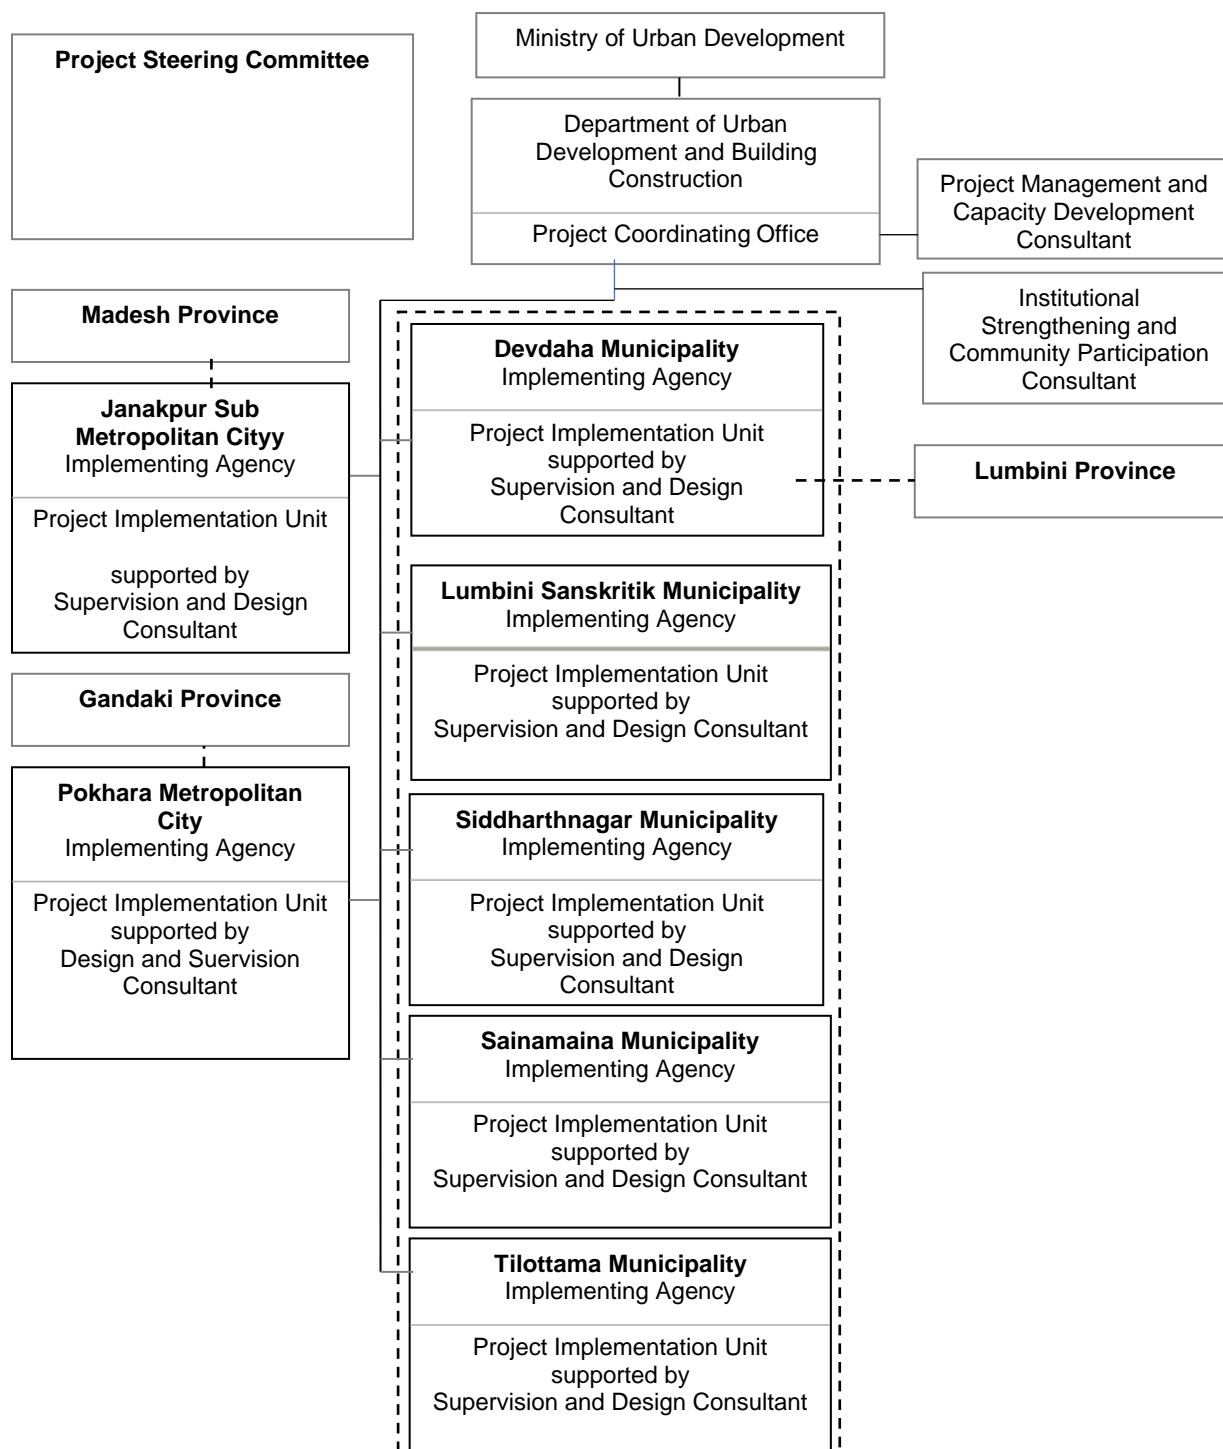 Project Steering Committee
Ministry of Urban Development
Department of Urban
Development and Building
Construction
Project Coordinating Office
Project Management and
Capacity Development
Consultant
Institutional
Strengthening and
Community Participation
Consultant
Madesh Province
Janakpur Sub
Metropolitan Cityy
Implementing Agency
Project Implementation Unit
supported by
Supervision and Design
Consultant
Gandaki Province
Pokhara Metropolitan
City
Implementing Agency
Project Implementation Unit
supported by
Design and Suervision
Consultant
Devdaha Municipality
Implementing Agency
Project Implementation Unit
supported by
Supervision and Design
Consultant
Lumbini Province
Lumbini Sanskritik Municipality
Implementing Agency
Project Implementation Unit
supported by
Supervision and Design Consultant
Siddharthnagar Municipality
Implementing Agency
Project Implementation Unit
supported by
Supervision and Design
Consultant
Sainamaina Municipality
Implementing Agency
Project Implementation Unit
supported by
Supervision and Design Consultant
Tilottama Municipality
Implementing Agency
Project Implementation Unit
supported by
Supervision and Design Consultant